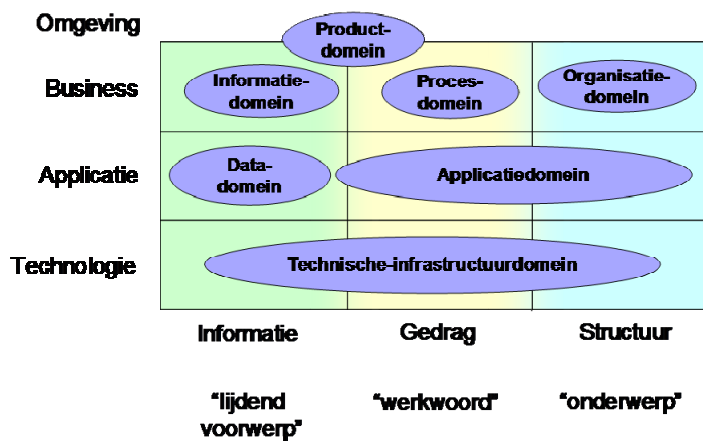 Omgeving
Product-
domein
Business
Informatie-
domein
Proces-
domein
Organisatie-
domein
Applicatie
Data-
domein
Applicatiedomein
Technologie
Technische-infrastructuurdomein
Informatie
Gedrag
Structuur
“lijdend
voorwerp”
“werkwoord”
“onderwerp”